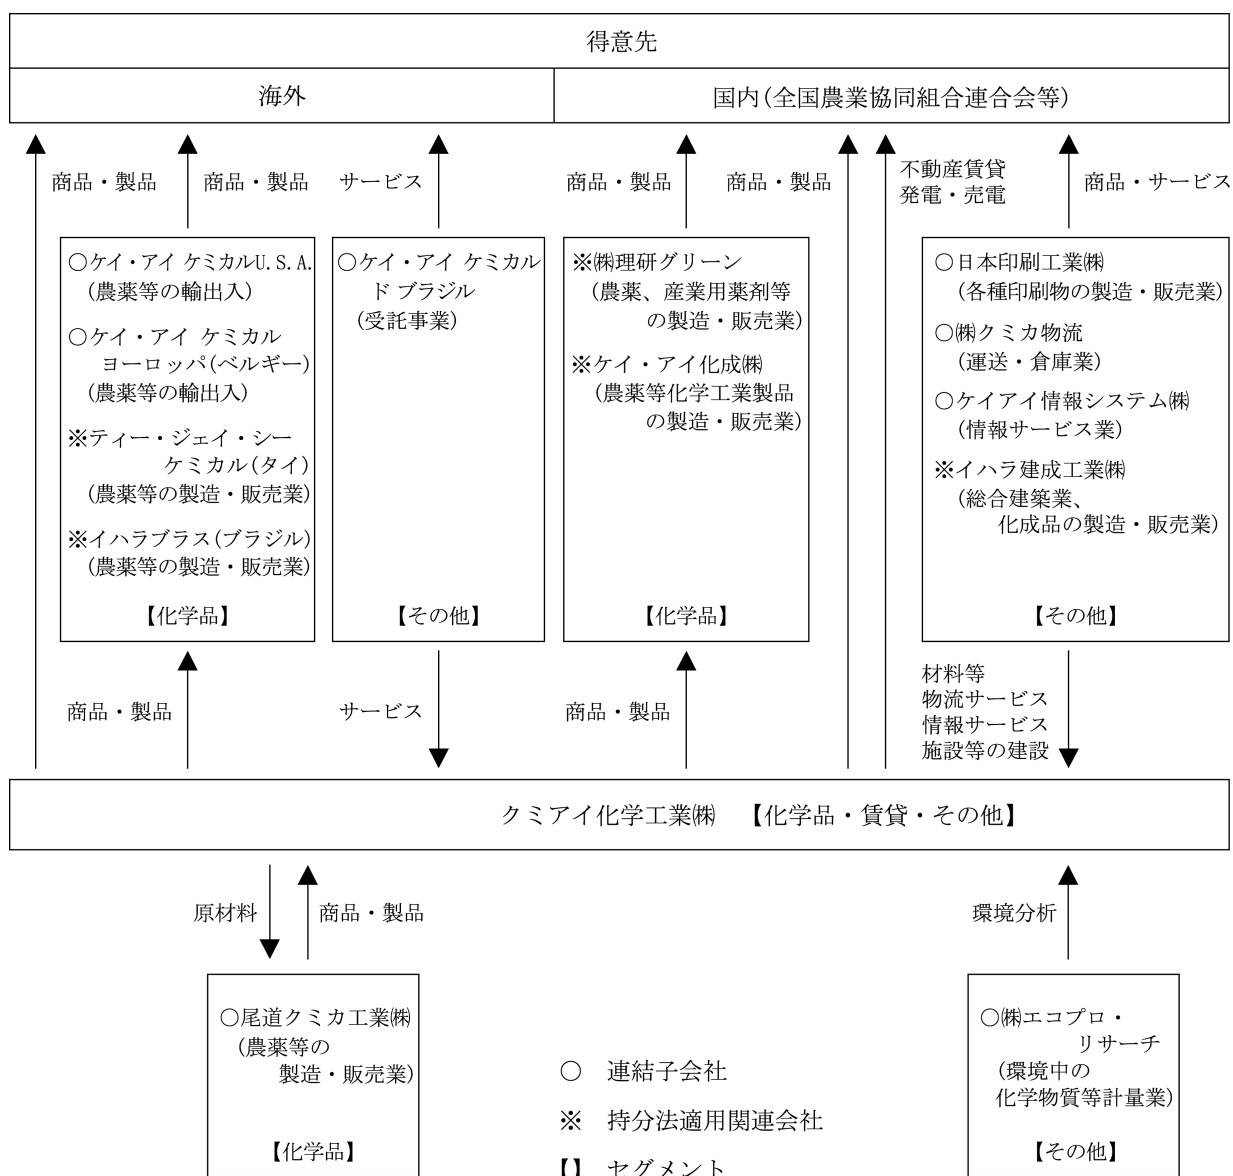 得意先
海外
国内(全国農業協同組合連合会等)
商品・製品
商品・製品
サービス
商品・製品
商品・製品
不動産賃貸
発電・売電
商品・サービス
○ケイ・アイ ケミカルU.S.A.
(農薬等の輸出入)
○ケイ・アイ ケミカル
ヨーロッパ(ベルギー)
(農薬等の輸出入)
※ティー・ジェイ・シー
ケミカル(タイ)
(農薬等の製造・販売業)
※イハラブラス(ブラジル)
(農薬等の製造・販売業)
【化学品】
○ケイ・アイ ケミカル
ド ブラジル
(受託事業)
【その他】
※㈱理研グリーン
(農薬、産業用薬剤等
の製造・販売業)
※ケイ・アイ化成㈱
(農薬等化学工業製品
の製造・販売業)
【化学品】
○日本印刷工業㈱
(各種印刷物の製造・販売業)
○㈱クミカ物流
(運送・倉庫業)
○ケイアイ情報システム㈱
(情報サービス業)
※イハラ建成工業㈱
(総合建築業、
化成品の製造・販売業)
【その他】
商品・製品
サービス
商品・製品
材料等
物流サービス
情報サービス
施設等の建設
クミアイ化学工業㈱ 【化学品・賃貸・その他】
原材料
商品・製品
環境分析
○尾道クミカ工業㈱
(農薬等の
製造・販売業)
【化学品】
○ 連結子会社
※ 持分法適用関連会社
【】 セグメント
○㈱エコプロ・
リサーチ
(環境中の
化学物質等計量業)
【その他】